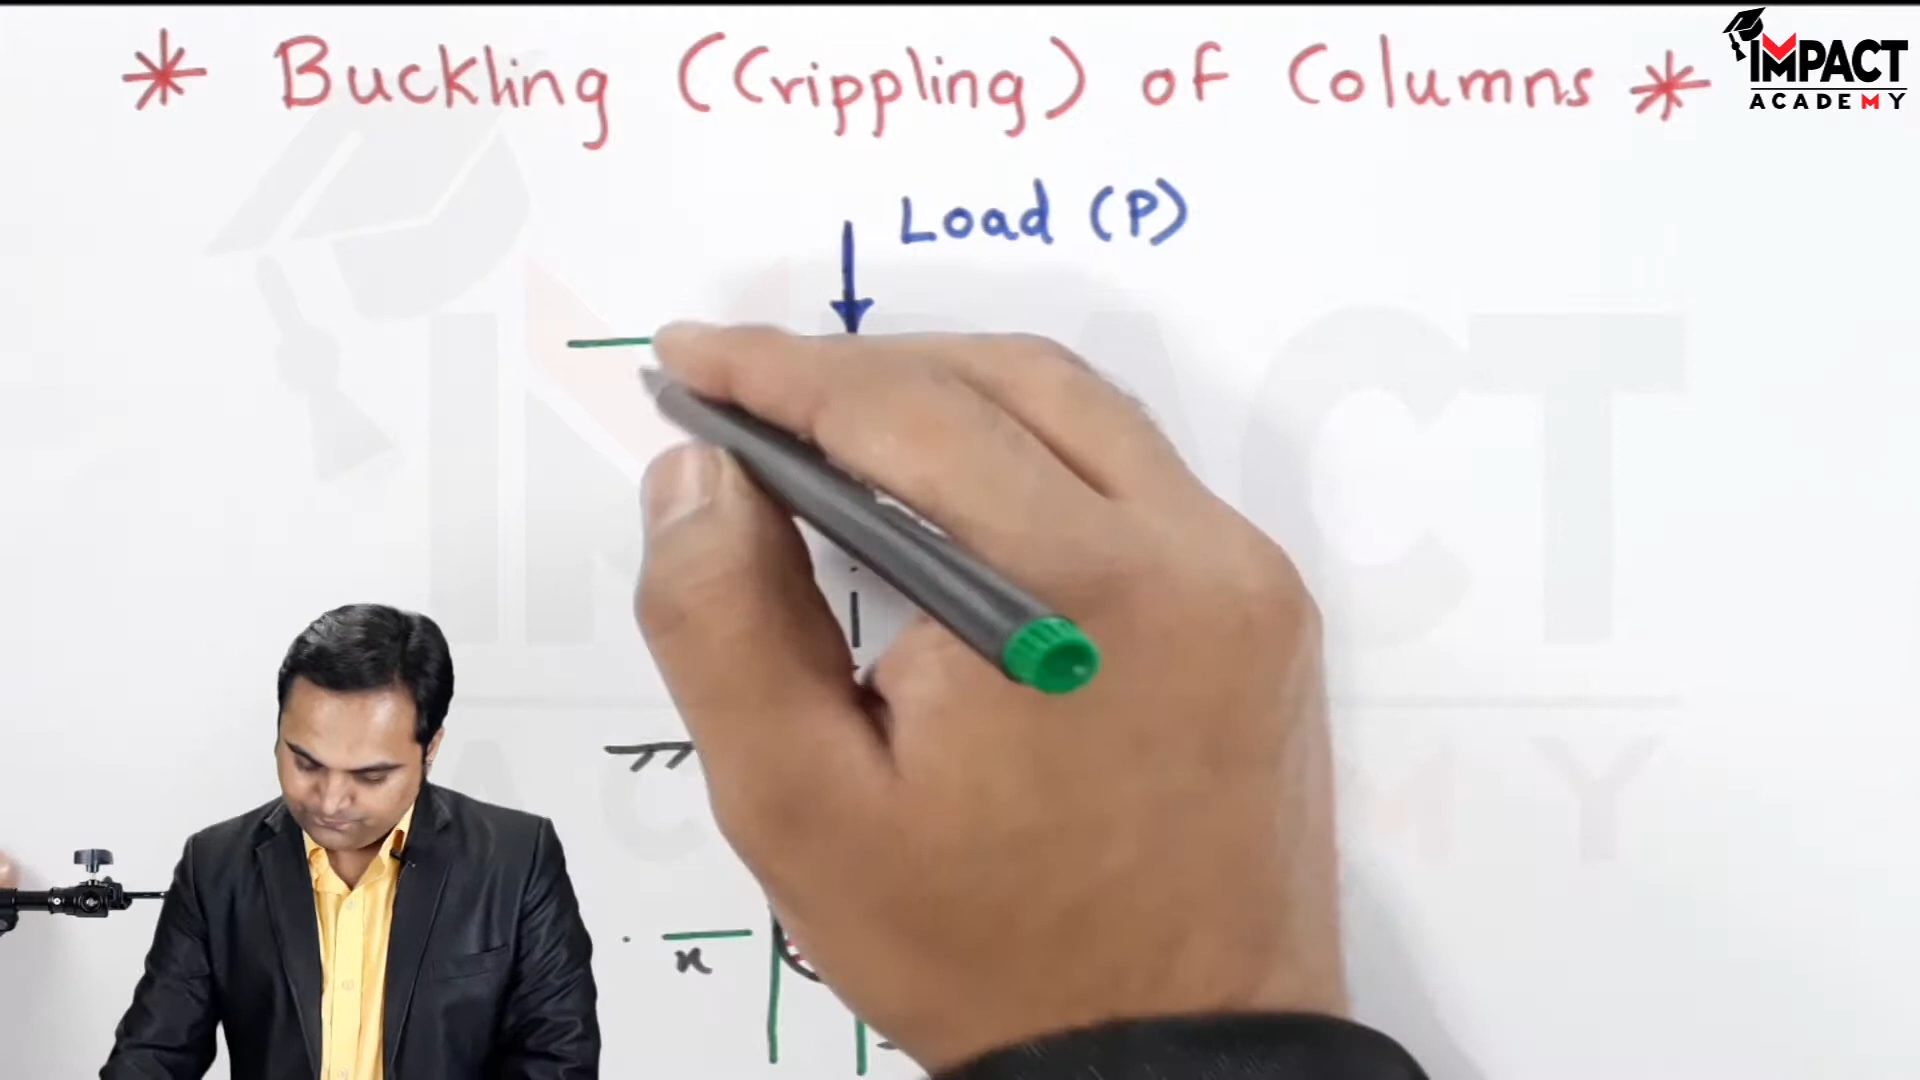 * Buckling (Crippling) of Columns *
IMPACT
ACADEMY
Load (P)
x